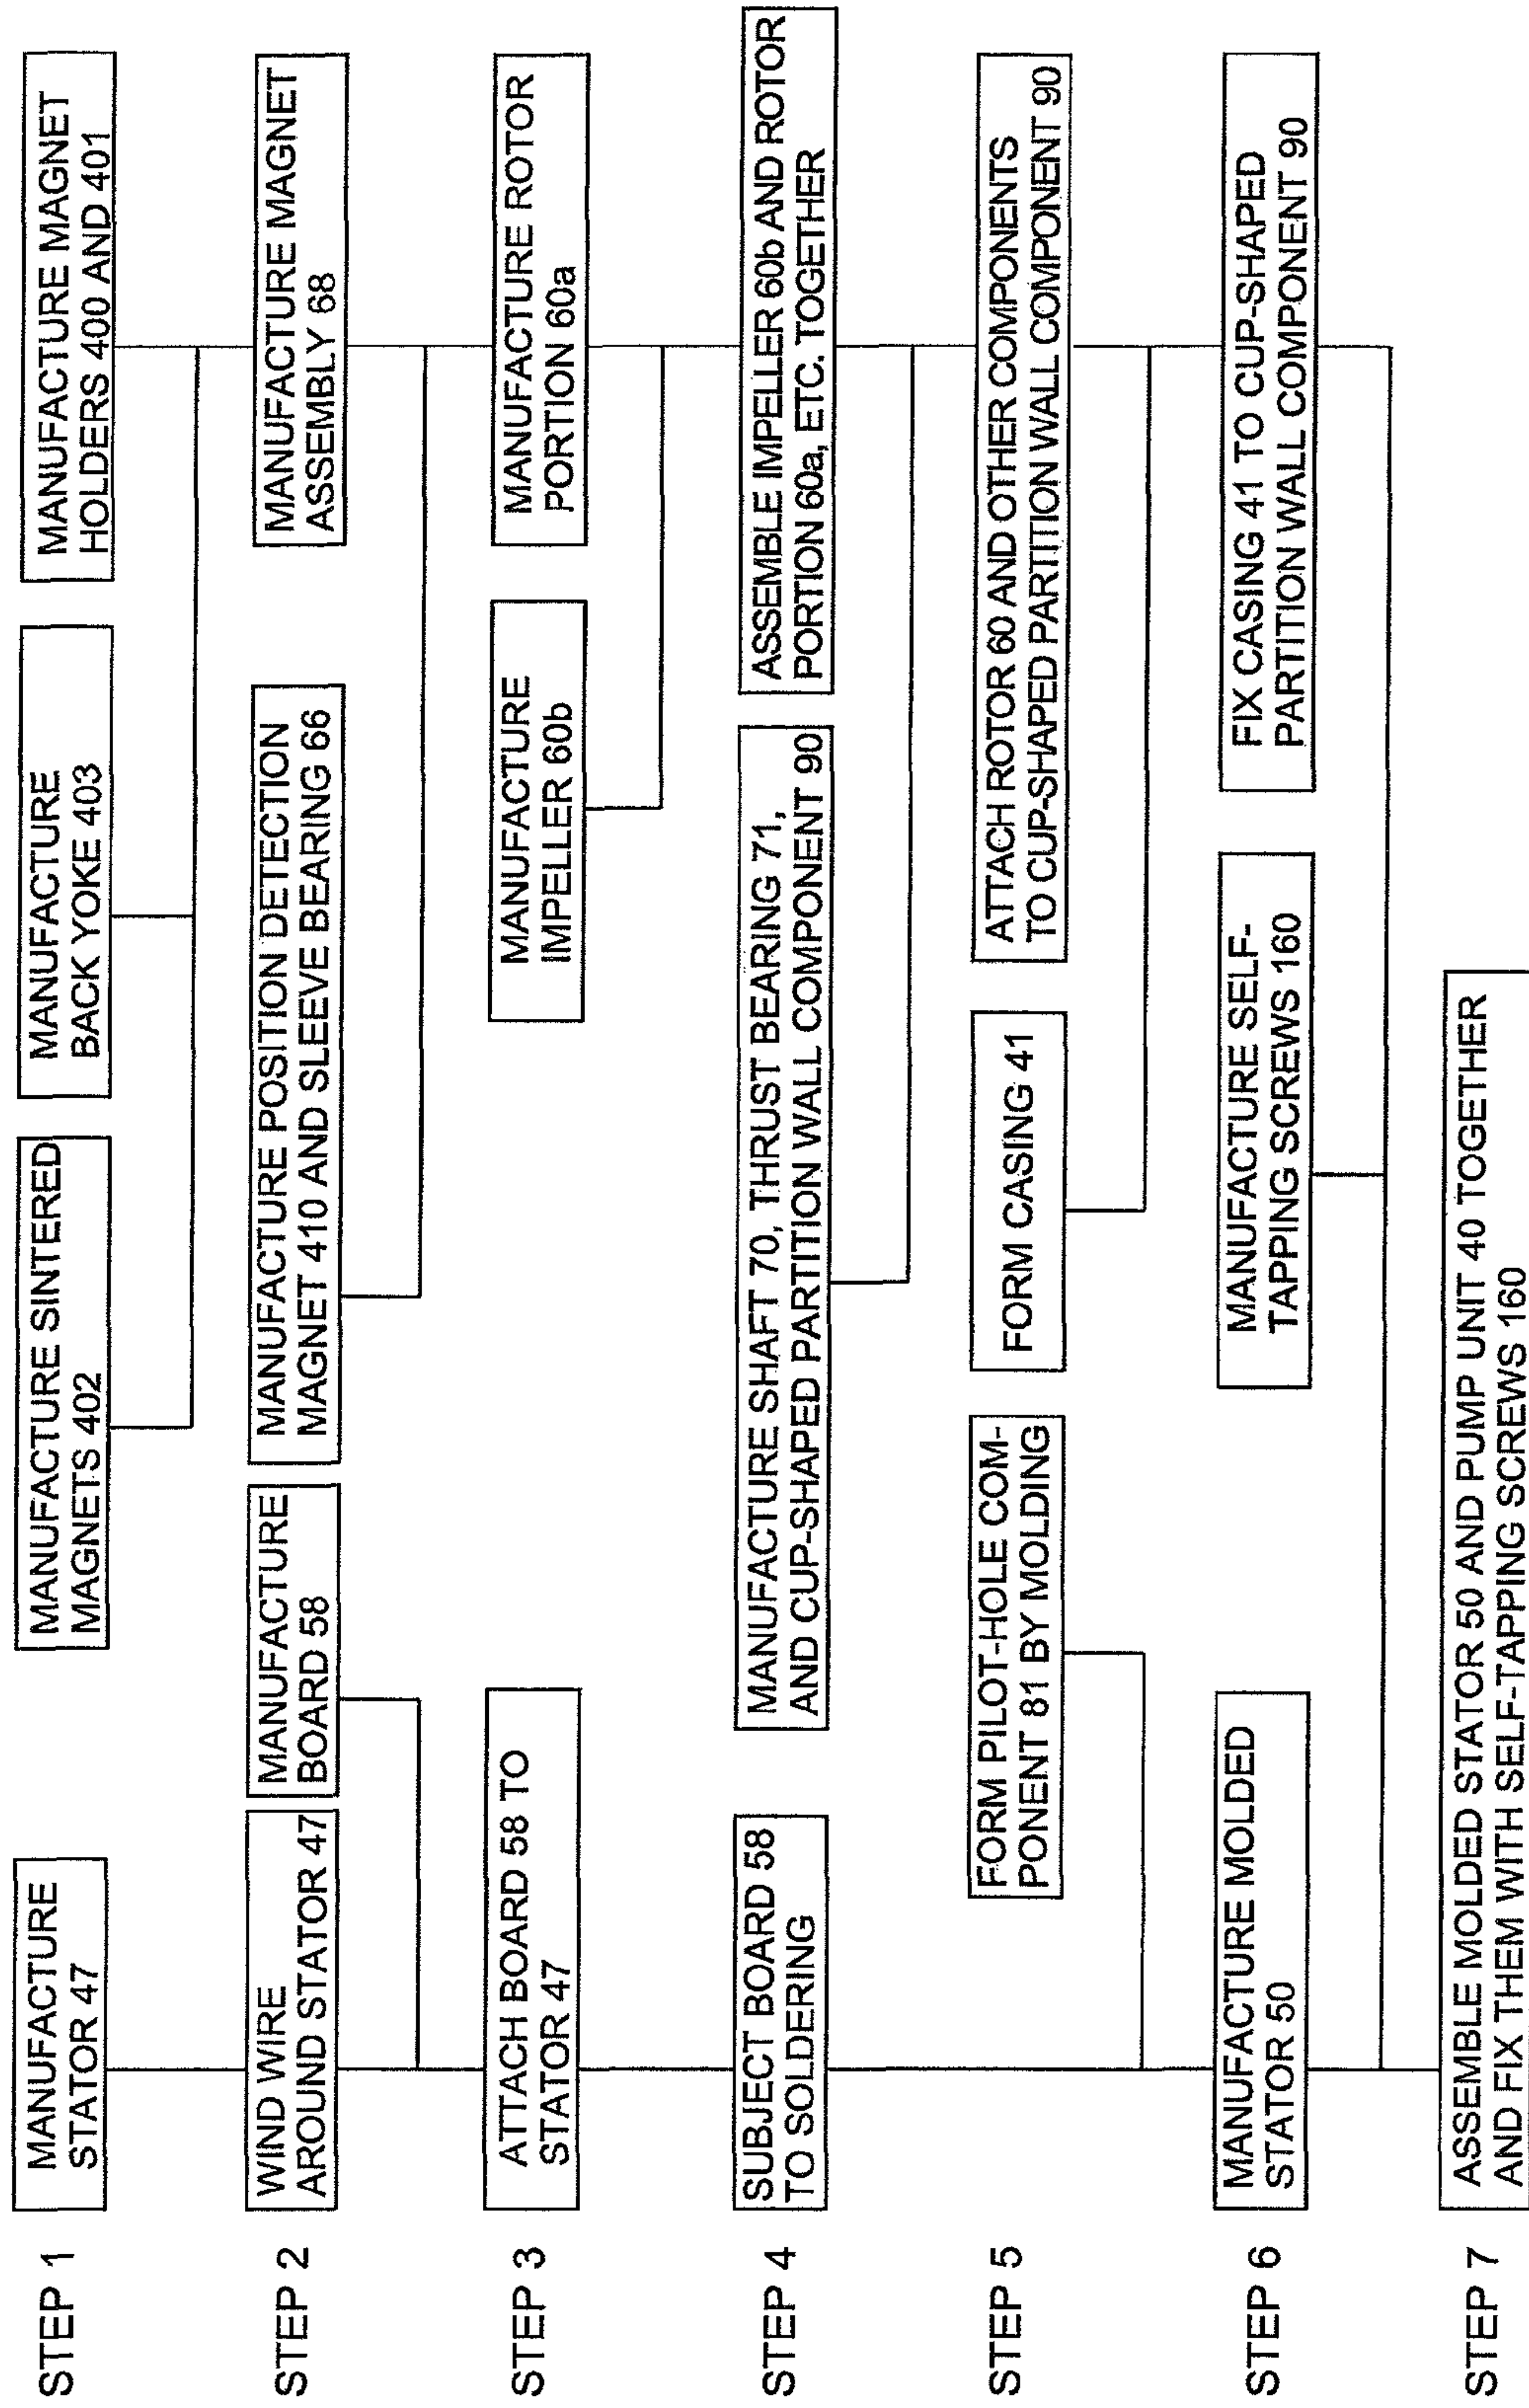 STEP 1
MANUFACTURE
STATOR 47
MANUFACTURE SINTERED
MAGNETS 402
MANUFACTURE
BACK YOKE 403
MANUFACTURE MAGNET
HOLDERS 400 AND 401
STEP 2
WIND WIRE
AROUND STATOR 47
MANUFACTURE
BOARD 58
MANUFACTURE POSITION DETECTION
MAGNET 410 AND SLEEVE BEARING 66
MANUFACTURE MAGNET
ASSEMBLY 68
STEP 3
ATTACH BOARD 58 TO
STATOR 47
MANUFACTURE
IMPELLER 60b
MANUFACTURE ROTOR
PORTION 60a
STEP 4
SUBJECT BOARD 58
TO SOLDERING
MANUFACTURE SHAFT 70, THRUST BEARING 71,
AND CUP-SHAPED PARTITION WALL COMPONENT 90
ASSEMBLE IMPELLER 60b AND ROTOR
PORTION 60a, ETC. TOGETHER
STEP 5
FORM PILOT-HOLE COM-
PONENT 81 BY MOLDING
FORM CASING 41
ATTACH ROTOR 60 AND OTHER COMPONENTS
TO CUP-SHAPED PARTITION WALL COMPONENT 90
STEP 6
MANUFACTURE MOLDED
STATOR 50
MANUFACTURE SELF-
TAPPING SCREWS 160
FIX CASING 41 TO CUP-SHAPED
PARTITION WALL COMPONENT 90
STEP 7
ASSEMBLE MOLDED STATOR 50 AND PUMP UNIT 40 TOGETHER
AND FIX THEM WITH SELF-TAPPING SCREWS 160